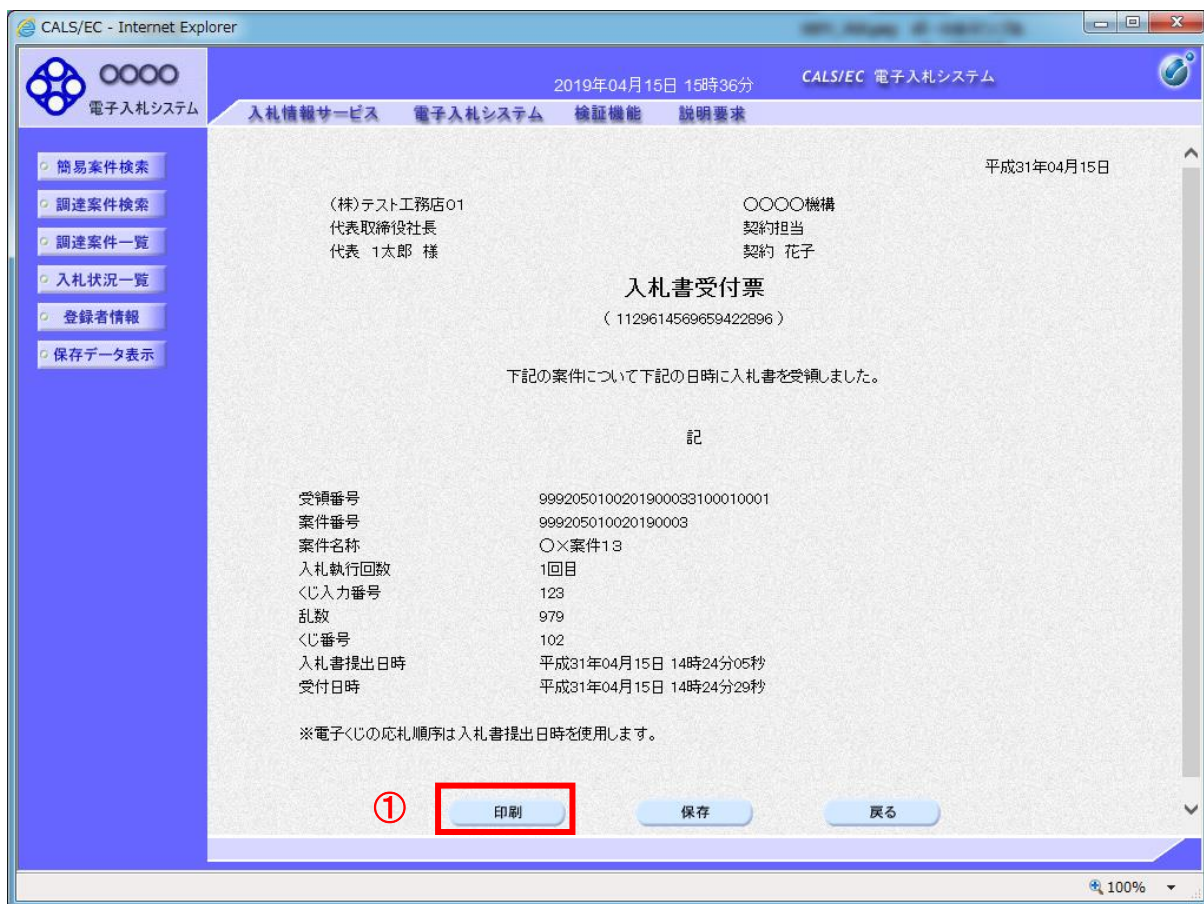 CALS/EC - Internet Explorer
〇〇〇〇
電子入札システム
2019年04月15日 15時36分
CALS/EC 電子入札システム
入札情報サービス 電子入札システム 検証機能 説明要求
簡易案件検索
調達案件検索
調達案件一覧
入札状況一覧
登録者情報
保存データ表示
平成31年04月15日
(株)テスト工務店01 〇〇〇〇機構
代表取締役社長 契約担当
代表 1太郎 様 契約 花子
入札書受付票
( 1129614569659422896 )
下記の案件について下記の日時に入札書を受領しました。
記
受領番号 99920501002019000331​00010001
案件番号 999205010020190003
案件名称 〇×案件13
入札執行回数 1回目
くじ入力番号 123
乱数 979
くじ番号 102
入札書提出日時 平成31年04月15日 14時24分05秒
受付日時 平成31年04月15日 14時24分29秒
※電子くじの応札順序は入札書提出日時を使用します。
① 印刷 保存 戻る
100%